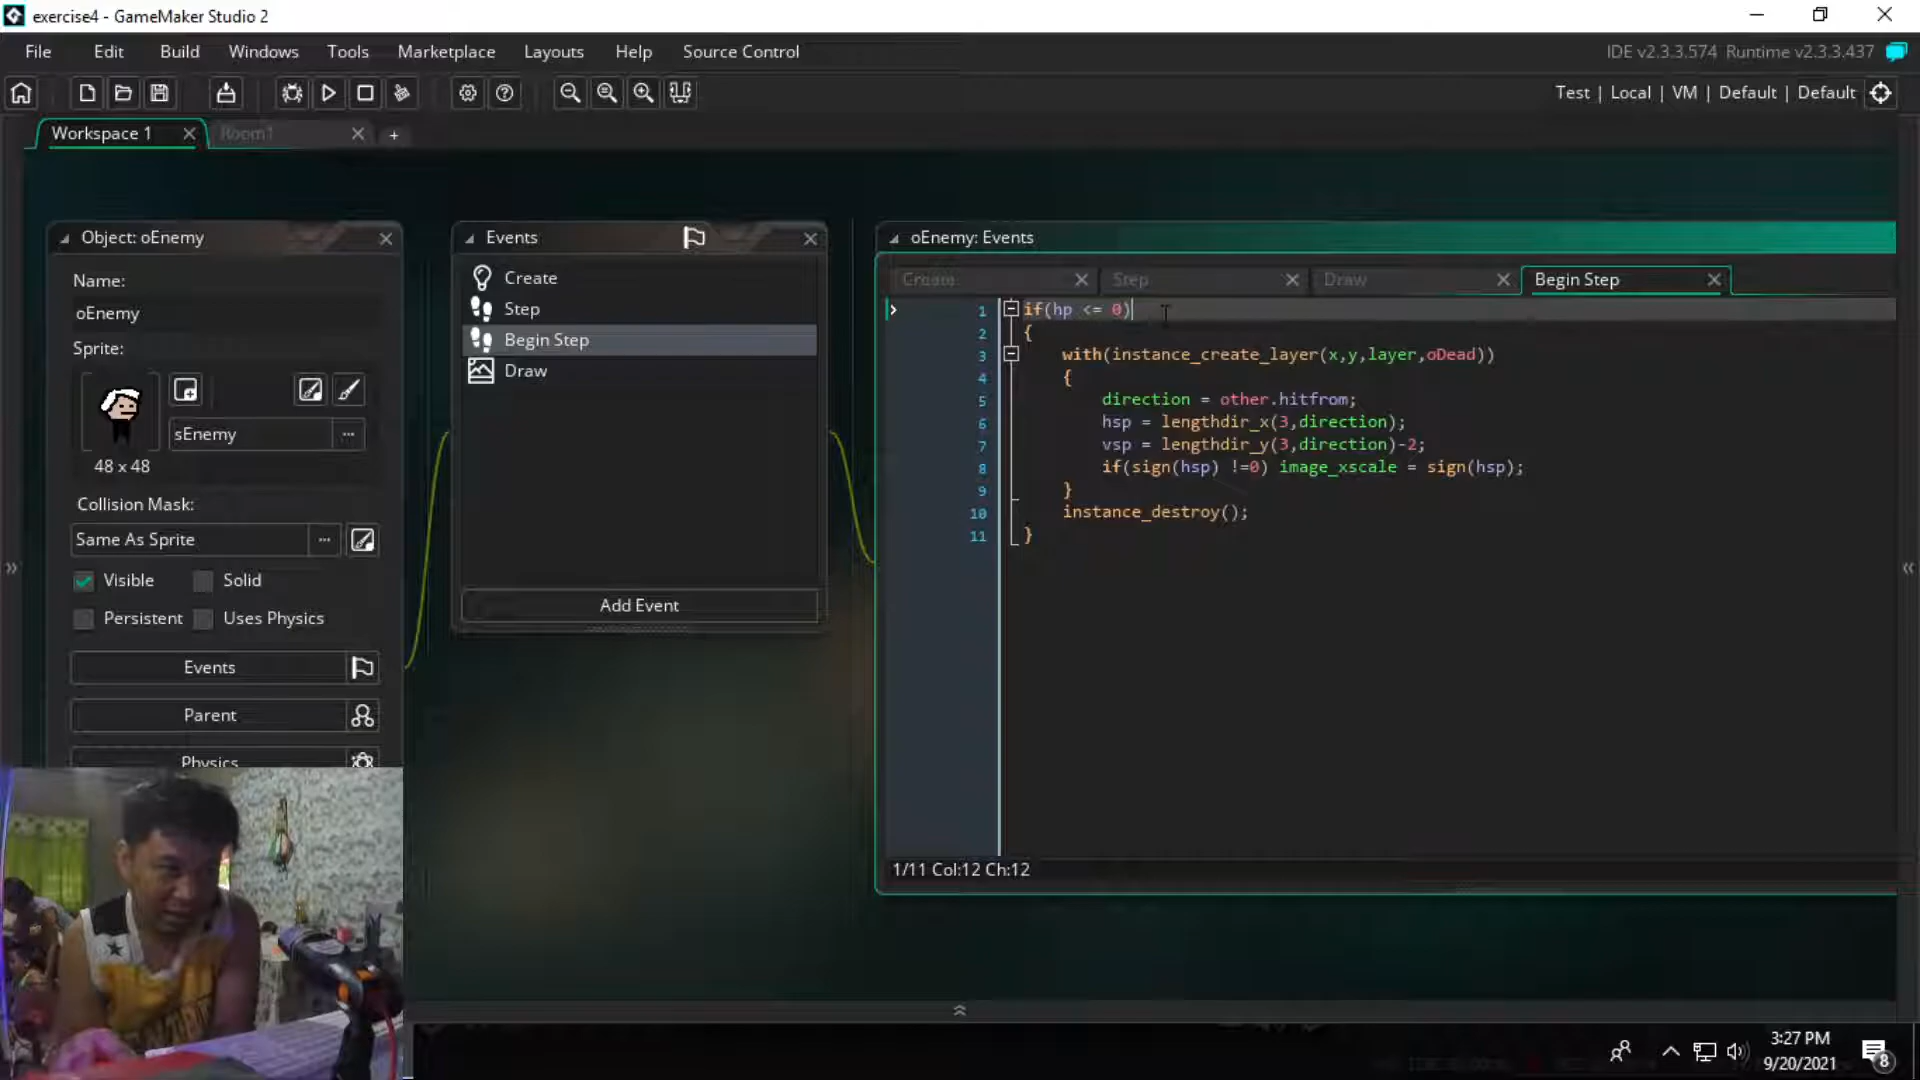 exercise4 - GameMaker Studio 2
File Edit Build Windows Tools Marketplace Layouts Help Source Control
IDE v2.3.3.574 Runtime v2.3.3.437
Test | Local | VM | Default | Default
Workspace 1
Room1
Object: oEnemy
Name:
oEnemy
Sprite:
sEnemy
48 x 48
Collision Mask:
Same As Sprite
Visible
Solid
Persistent
Uses Physics
Events
Parent
Physics
Events
Create
Step
Begin Step
Draw
Add Event
oEnemy: Events
Create Step Draw Begin Step
1 if(hp <= 0)
2 {
3 with(instance_create_layer(x,y,layer,oDead))
4 {
5 direction = other.hitfrom;
6 hsp = lengthdir_x(3,direction);
7 vsp = lengthdir_y(3,direction)-2;
8 if(sign(hsp) !=0) image_xscale = sign(hsp);
9 }
10 instance_destroy();
11 }
1/11 Col:12 Ch:12
3:27 PM
9/20/2021
8